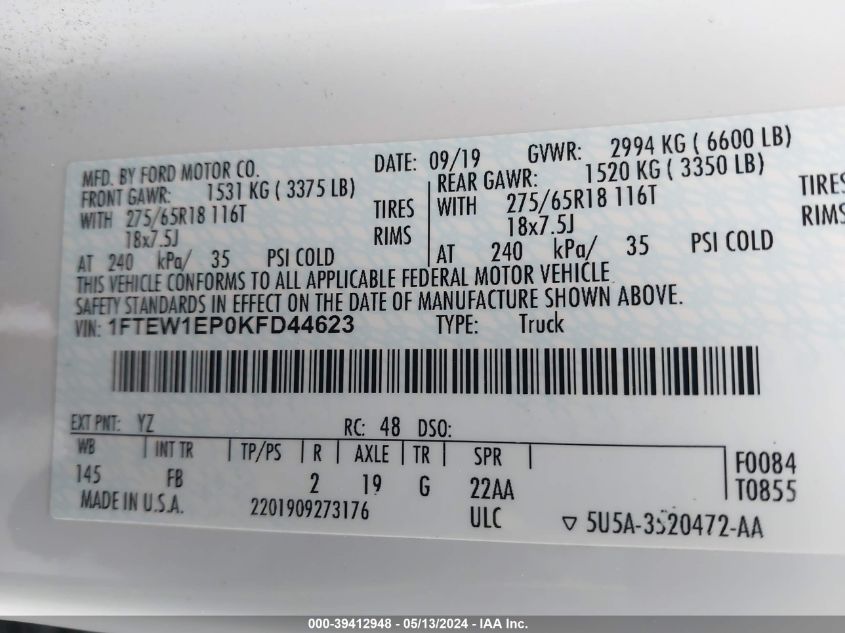 MFD. BY FORD MOTOR CO. DATE: 09/19 GVWR: 2994 KG ( 6600 LB)
FRONT GAWR: 1531 KG ( 3375 LB) REAR GAWR: 1520 KG ( 3350 LB)
WITH 275/65R18 116T TIRES WITH 275/65R18 116T TIRES
18x7.5J RIMS 18x7.5J RIMS
AT 240 kPa/ 35 PSI COLD AT 240 kPa/ 35 PSI COLD
THIS VEHICLE CONFORMS TO ALL APPLICABLE FEDERAL MOTOR VEHICLE
SAFETY STANDARDS IN EFFECT ON THE DATE OF MANUFACTURE SHOWN ABOVE.
VIN: 1FTEW1EP0KFD44623 TYPE: Truck
EXT PNT: YZ RC: 48 DSO:
WB INT TR TP/PS R AXLE TR SPR F0084
145 FB 2 19 G 22AA T0855
MADE IN U.S.A. 2201909273176 ULC 5U5A-3520472-AA
000-39412948 - 05/13/2024 - IAA Inc.